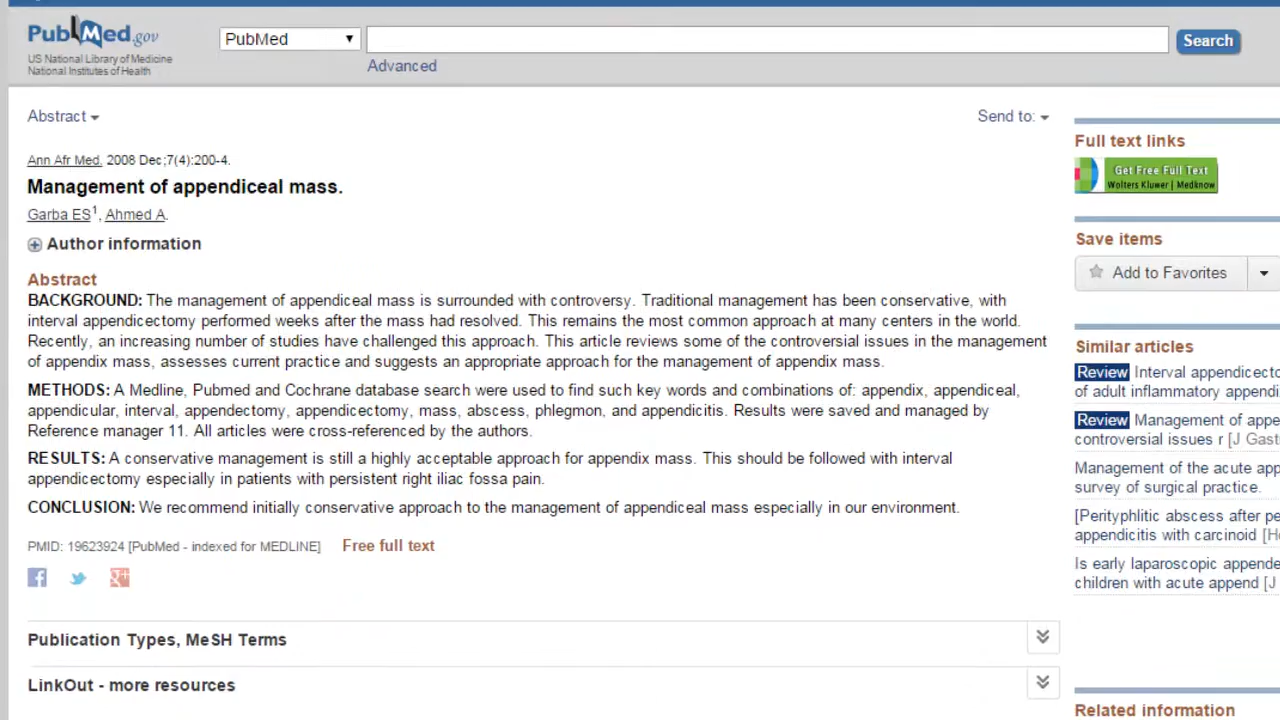 PubMed.gov
US National Library of Medicine
National Institutes of Health
PubMed
Search
Advanced
Abstract
Send to:
Ann Afr Med. 2008 Dec;7(4):200-4.
Management of appendiceal mass.
Garba ES1, Ahmed A.
Author information
Abstract
BACKGROUND: The management of appendiceal mass is surrounded with controversy. Traditional management has been conservative, with
interval appendicectomy performed weeks after the mass had resolved. This remains the most common approach at many centers in the world.
Recently, an increasing number of studies have challenged this approach. This article reviews some of the controversial issues in the management
of appendix mass, assesses current practice and suggests an appropriate approach for the management of appendix mass.
METHODS: A Medline, Pubmed and Cochrane database search were used to find such key words and combinations of: appendix, appendiceal,
appendicular, interval, appendectomy, appendicectomy, mass, abscess, phlegmon, and appendicitis. Results were saved and managed by
Reference manager 11. All articles were cross-referenced by the authors.
RESULTS: A conservative management is still a highly acceptable approach for appendix mass. This should be followed with interval
appendicectomy especially in patients with persistent right iliac fossa pain.
CONCLUSION: We recommend initially conservative approach to the management of appendiceal mass especially in our environment.
PMID: 19623924 [PubMed - indexed for MEDLINE] Free full text
Publication Types, MeSH Terms
LinkOut - more resources
Full text links
Get Free Full Text
Wolters Kluwer | Medknow
Save items
Add to Favorites
Similar articles
Review Interval appendicecto
of adult inflammatory appendi
Review Management of appe
controversial issues r [J Gast
Management of the acute app
survey of surgical practice.
[Perityphlitic abscess after pe
appendicitis with carcinoid [He
Is early laparoscopic appende
children with acute append [J
Related information